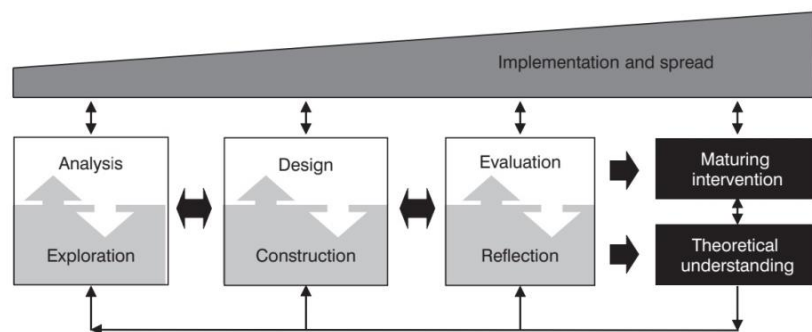 Implementation and spread
Analysis
Exploration
Design
Construction
Evaluation
Reflection
Maturing
intervention
Theoretical
understanding